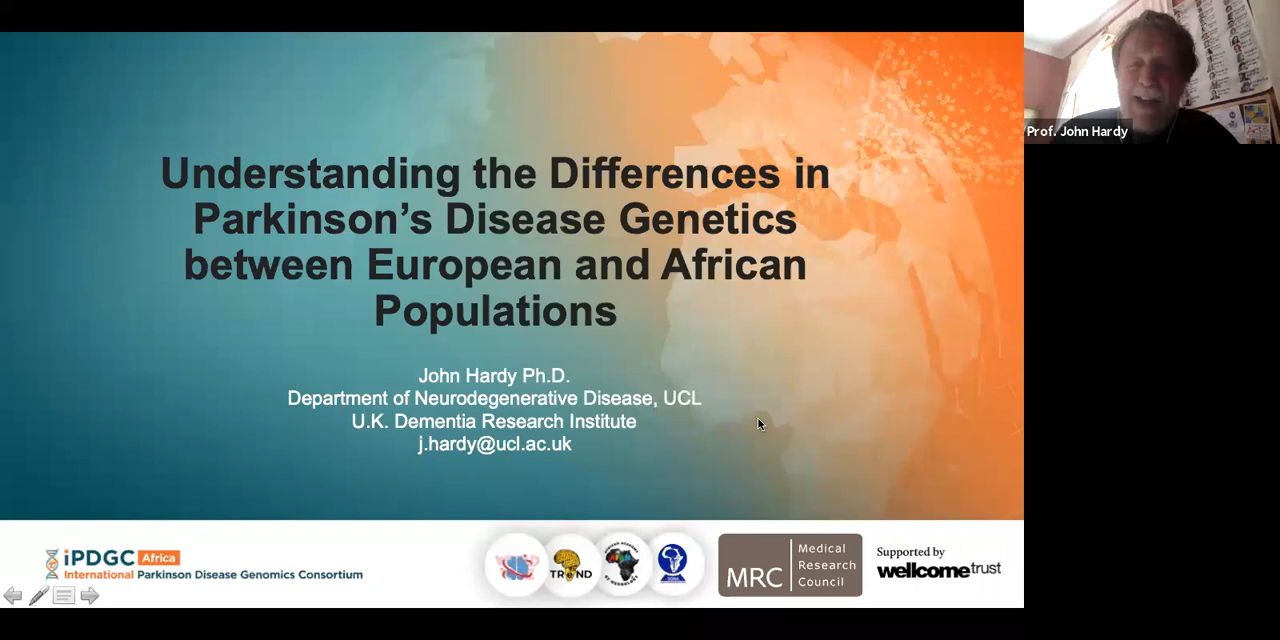 Understanding the Differences in
Parkinson’s Disease Genetics
between European and African
Populations
John Hardy Ph.D.
Department of Neurodegenerative Disease, UCL
U.K. Dementia Research Institute
j.hardy@ucl.ac.uk
Prof. John Hardy
iPDGC Africa
International Parkinson Disease Genomics Consortium
TReND
MRC
Medical
Research
Council
Supported by
wellcometrust